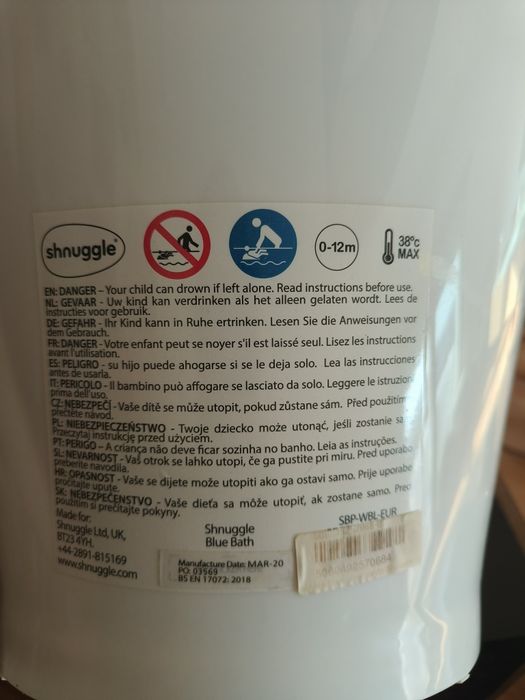 shnuggle®
0-12m
38°c
MAX
EN: DANGER – Your child can drown if left alone. Read instructions before use.
NL: GEVAAR - Uw kind kan verdrinken als het alleen gelaten wordt. Lees de
instructies voor gebruik.
DE: GEFAHR - Ihr Kind kann in Ruhe ertrinken. Lesen Sie die Anweisungen vor
dem Gebrauch.
FR: DANGER - Votre enfant peut se noyer s'il est laissé seul. Lisez les instructions
avant l'utilisation.
ES: PELIGRO - su hijo puede ahogarse si se le deja solo. Lea las instrucciones
antes de usarla.
IT: PERICOLO - Il bambino può affogare se lasciato da solo. Leggere le istruzion
prima dell'uso.
CZ: NEBEZPEČÍ - Vaše dítě se může utopit, pokud zůstane sám. Před použitím
přečtěte návod.
PL: NIEBEZPIECZEŃSTWO - Twoje dziecko może utonąć, jeśli zostanie sa
Przeczytaj instrukcję przed użyciem.
PT: PERIGO – A criança não deve ficar sozinha no banho. Leia as instruções.
SL: NEVARNOST - Vaš otrok se lahko utopi, če ga pustite pri miru. Pred uporabo
preberite navodila.
HR: OPASNOST - Vaše se dijete može utopiti ako ga ostavi samo. Prije uporabe
pročitajte upute.
SK: NEBEZPEČENSTVO - Vaše dieťa sa môže utopiť, ak zostane samo. Pred
použitím si prečítajte pokyny.
Made for:
Shnuggle Ltd, UK,
BT23 4YH.
+44-2891-815169
www.shnuggle.com
Shnuggle
Blue Bath
SBP-WBL-EUR
Manufacture Date: MAR-20
PO: 03569
BS EN 17072: 2018